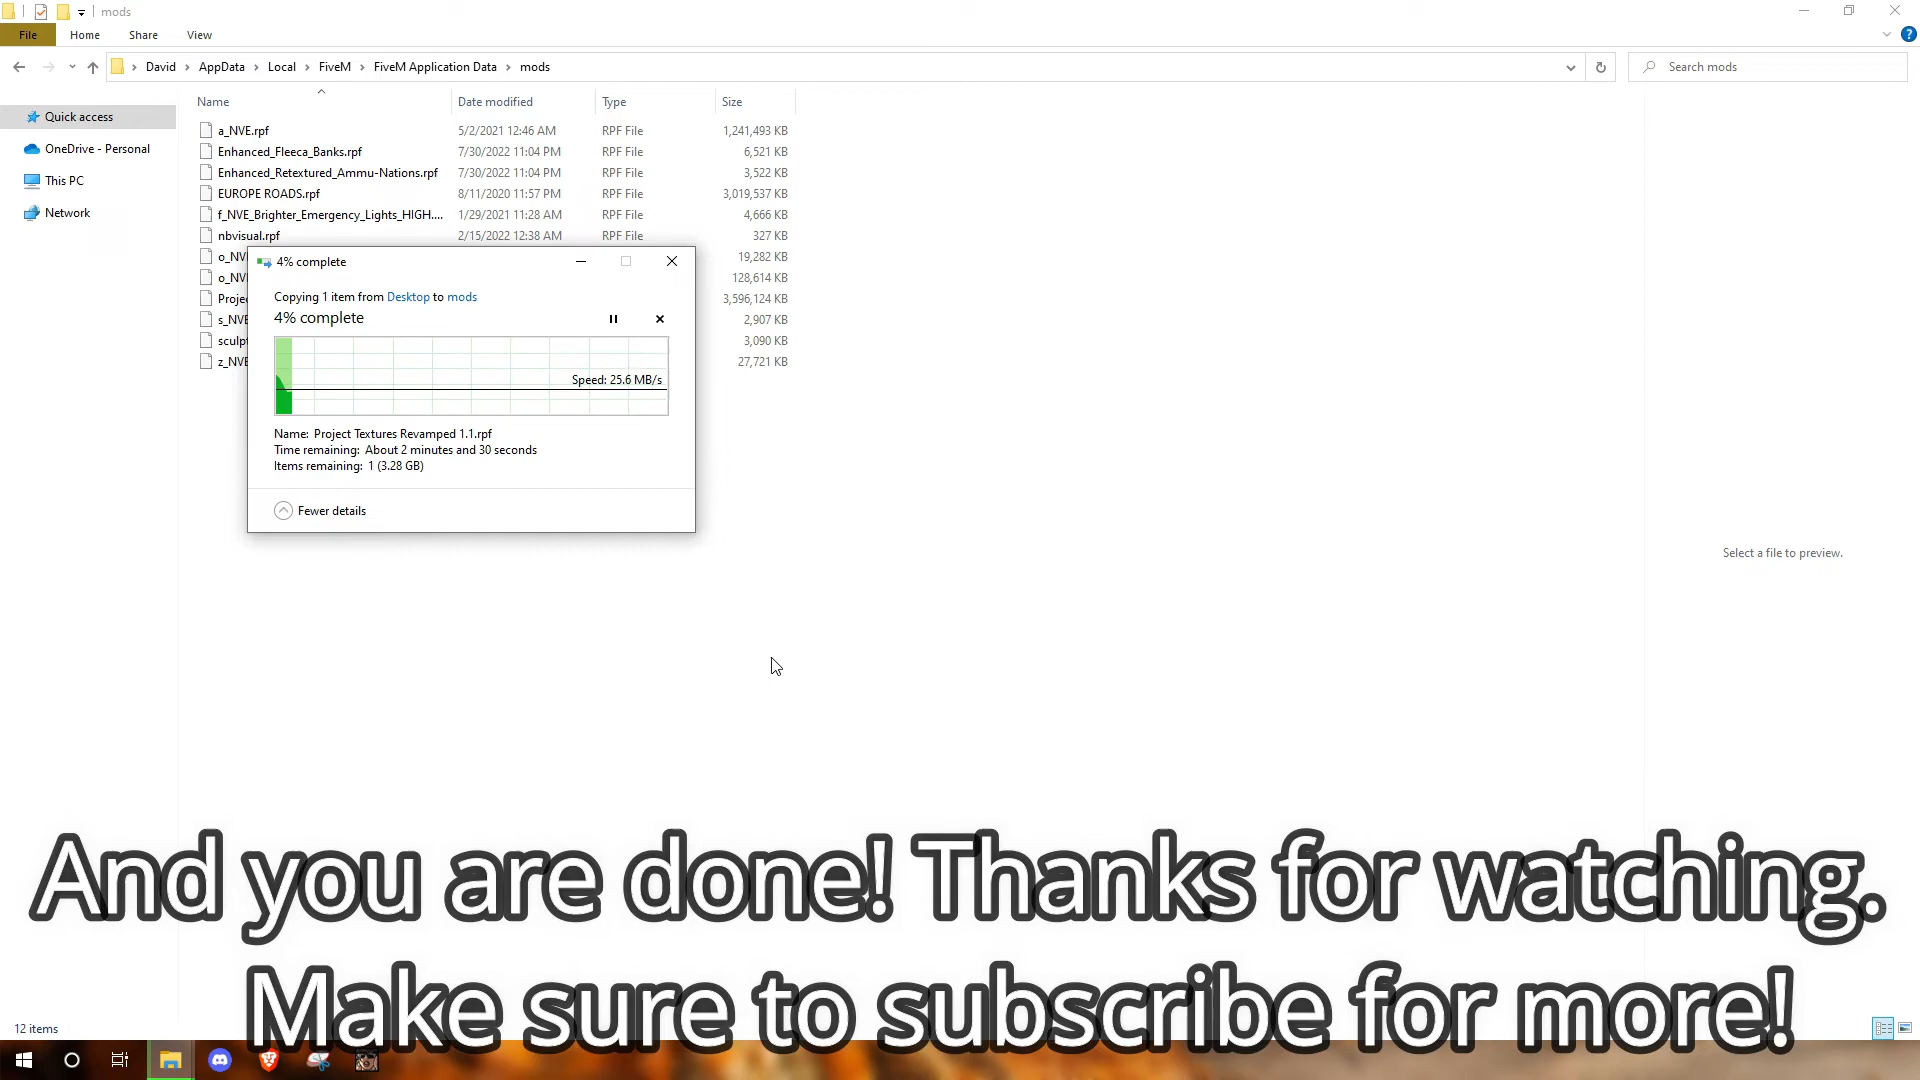 mods
File Home Share View
David AppData Local FiveM FiveM Application Data mods
Search mods
Quick access
OneDrive - Personal
This PC
Network
Name Date modified Type Size
a_NVE.rpf 5/2/2021 12:46 AM RPF File 1,241,493 KB
Enhanced_Fleeca_Banks.rpf 7/30/2022 11:04 PM RPF File 6,521 KB
Enhanced_Retextured_Ammu-Nations.rpf 7/30/2022 11:04 PM RPF File 3,522 KB
EUROPE ROADS.rpf 8/11/2020 11:57 PM RPF File 3,019,537 KB
f_NVE_Brighter_Emergency_Lights_HIGH.... 1/29/2021 11:28 AM RPF File 4,666 KB
nbvisual.rpf 2/15/2022 12:38 AM RPF File 327 KB
19,282 KB
128,614 KB
3,596,124 KB
s_NVE 2,907 KB
3,090 KB
z_NVE 27,721 KB
4% complete
Copying 1 item from Desktop to mods
4% complete
Speed: 25.6 MB/s
Name: Project Textures Revamped 1.1.rpf
Time remaining: About 2 minutes and 30 seconds
Items remaining: 1 (3.28 GB)
Fewer details
Select a file to preview.
And you are done! Thanks for watching.
Make sure to subscribe for more!
12 items